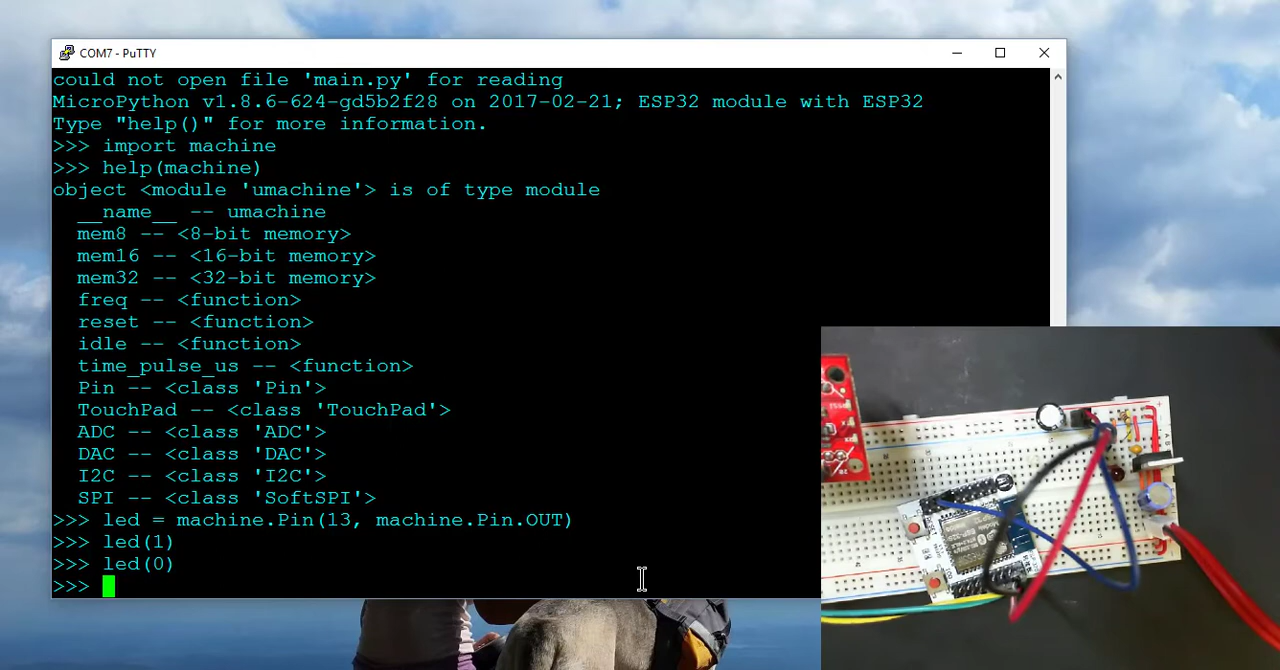 COM7 - PuTTY
could not open file 'main.py' for reading
MicroPython v1.8.6-624-gd5b2f28 on 2017-02-21; ESP32 module with ESP32
Type "help()" for more information.
>>> import machine
>>> help(machine)
object <module 'umachine'> is of type module
__name__ -- umachine
mem8 -- <8-bit memory>
mem16 -- <16-bit memory>
mem32 -- <32-bit memory>
freq -- <function>
reset -- <function>
idle -- <function>
time_pulse_us -- <function>
Pin -- <class 'Pin'>
TouchPad -- <class 'TouchPad'>
ADC -- <class 'ADC'>
DAC -- <class 'DAC'>
I2C -- <class 'I2C'>
SPI -- <class 'SoftSPI'>
>>> led = machine.Pin(13, machine.Pin.OUT)
>>> led(1)
>>> led(0)
>>>